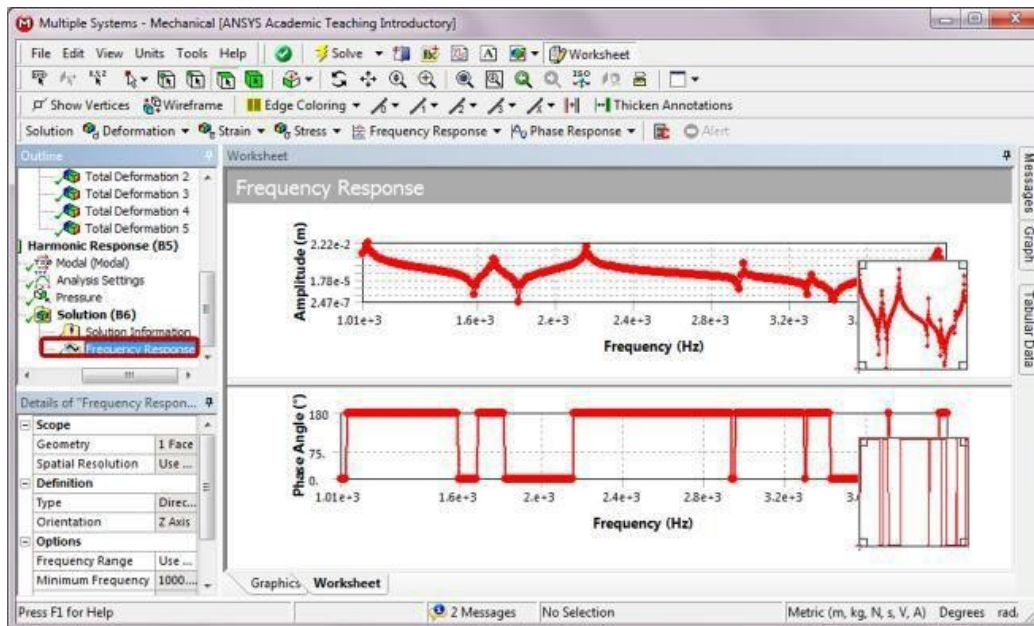 Multiple Systems - Mechanical [ANSYS Academic Teaching Introductory]
File Edit View Units Tools Help Solve A Worksheet
Show Vertices Wireframe Edge Coloring Thicken Annotations
Solution Deformation Strain Stress Frequency Response Phase Response Alert
Outline
Total Deformation 2
Total Deformation 3
Total Deformation 4
Total Deformation 5
Harmonic Response (B5)
Modal (Modal)
Analysis Settings
Pressure
Solution (B6)
Solution Information
Frequency Response
Details of "Frequency Respon...
Scope
Geometry 1 Face
Spatial Resolution Use ...
Definition
Type Direc...
Orientation Z Axis
Options
Frequency Range Use ...
Minimum Frequency 1000....
Worksheet
Frequency Response
Amplitude (m)
2.22e-2
1.78e-5
2.47e-7
1.01e+3 1.6e+3 2.e+3 2.4e+3 2.8e+3 3.2e+3 3.
Frequency (Hz)
Phase Angle (°)
180
75.
0.
1.01e+3 1.6e+3 2.e+3 2.4e+3 2.8e+3 3.2e+3 3.
Frequency (Hz)
Graphics Worksheet
Messages
Graph
Tabular Data
Press F1 for Help 2 Messages No Selection Metric (m, kg, N, s, V, A) Degrees rad